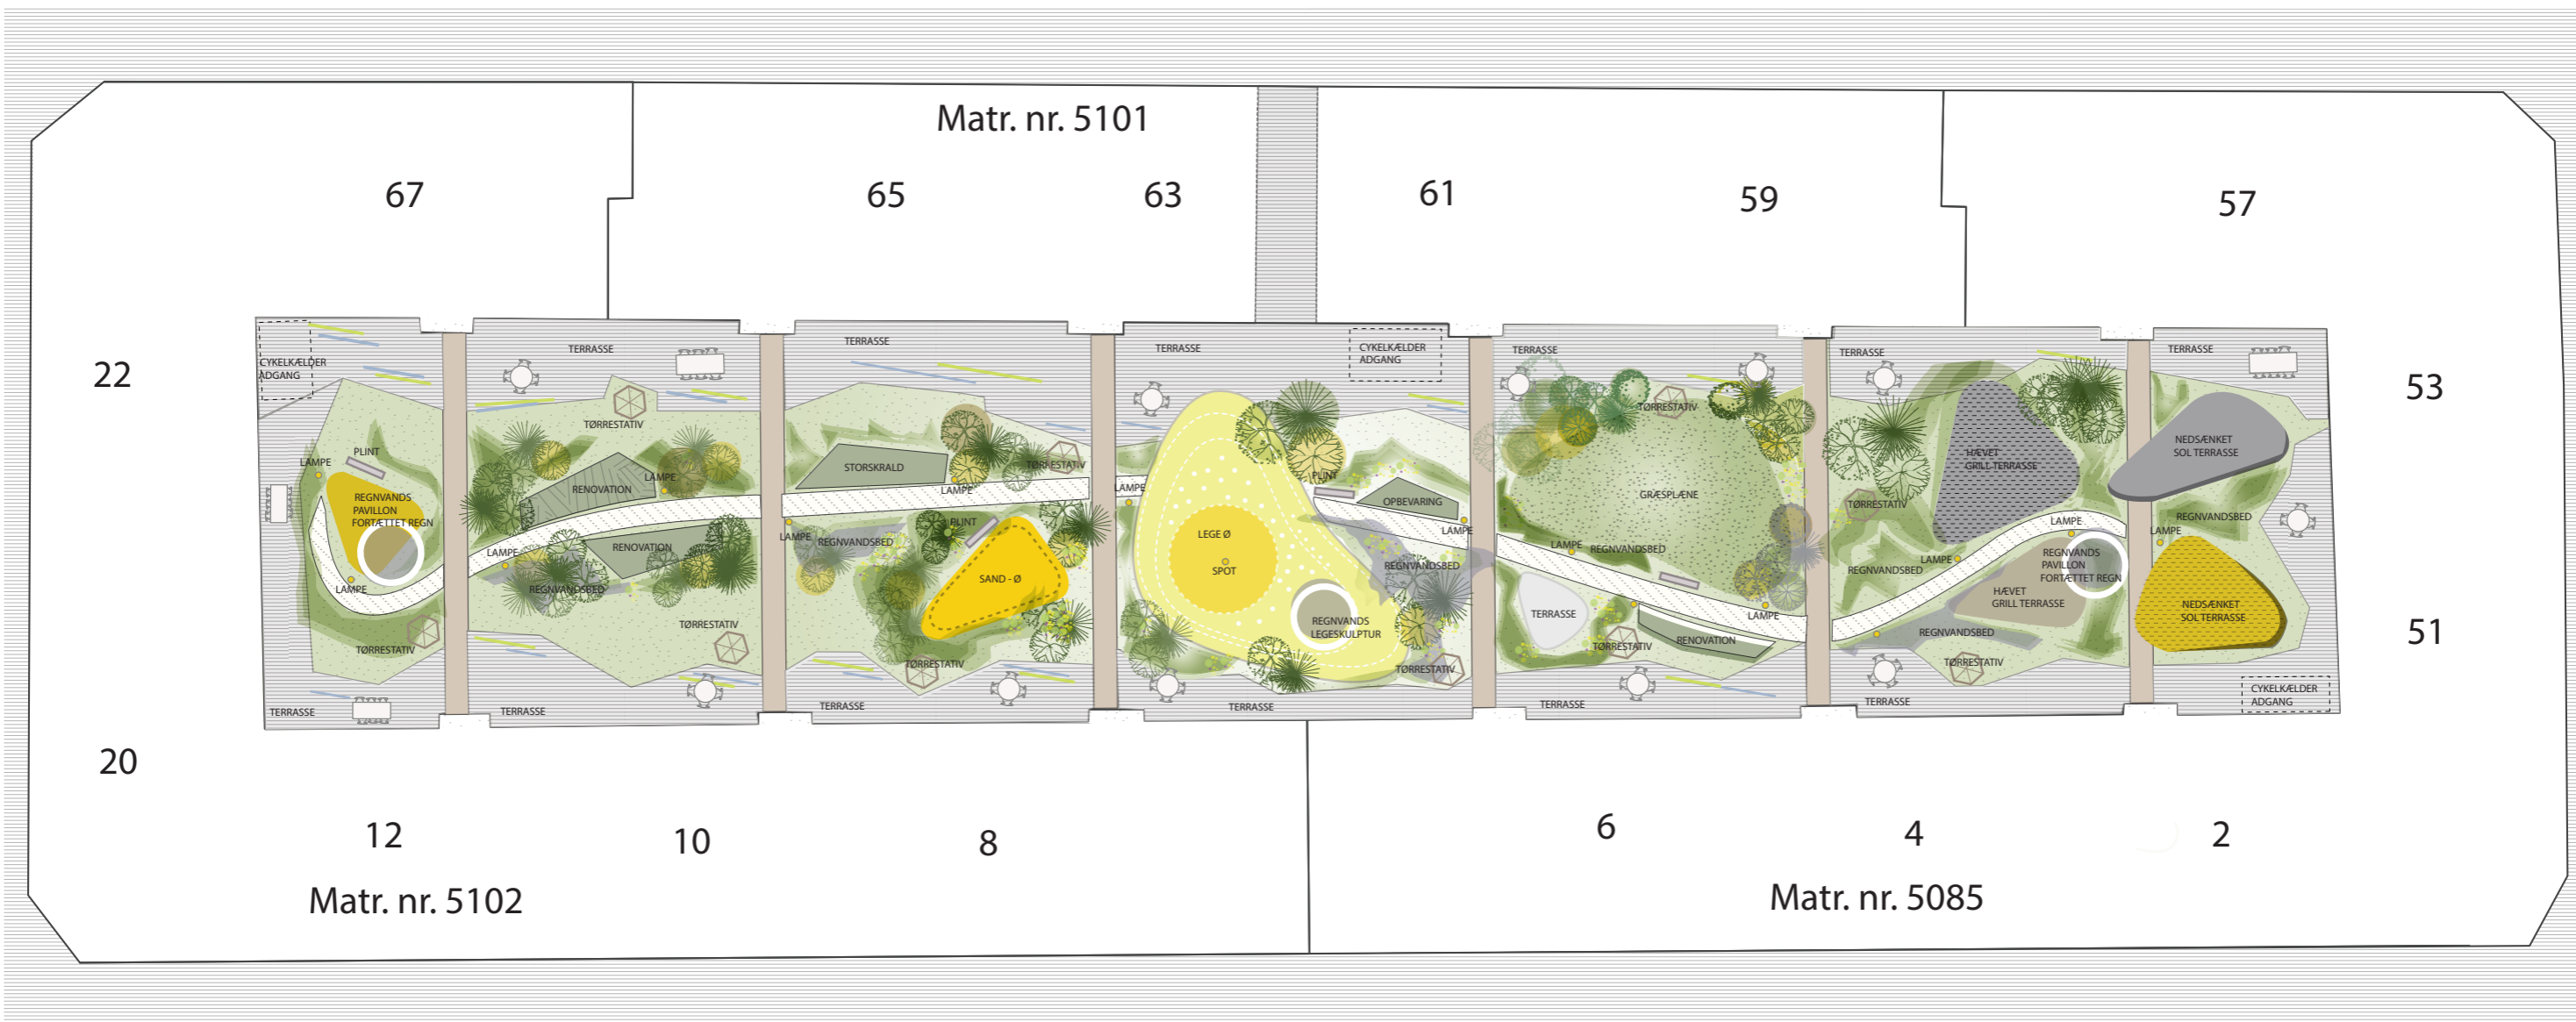 Matr. nr. 5101
67
65
63
61
59
57
22
53
20
51
12
10
8
6
4
2
Matr. nr. 5102
Matr. nr. 5085
CYKELKÆLDER
ADGANG
PLINT
LAMPE
REGNVANDS
PAVILLON
FORTÆTTET REGN
LAMPE
TØRRESTATIV
TERRASSE
TERRASSE
TØRRESTATIV
LAMPE
RENOVATION
RENOVATION
LAMPE
REGNVANDSBED
TØRRESTATIV
TERRASSE
TERRASSE
STORSKRALD
TØRRESTATIV
LAMPE
PLINT
LAMPE
REGNVANDSBED
SAND - Ø
TØRRESTATIV
TERRASSE
TERRASSE
CYKELKÆLDER
ADGANG
LAMPE
PLINT
OPBEVARING
LEGE Ø
SPOT
LAMPE
REGNVANDSBED
REGNVANDS
LEGESKULPTUR
TØRRESTATIV
TERRASSE
TERRASSE
TØRRESTATIV
GRÆSPLÆNE
LAMPE
REGNVANDSBED
TERRASSE
LAMPE
RENOVATION
TØRRESTATIV
TERRASSE
TERRASSE
HÆVET
GRILL TERRASSE
TØRRESTATIV
LAMPE
LAMPE
REGNVANDSBED
REGNVANDS
PAVILLON
FORTÆTTET REGN
HÆVET
GRILL TERRASSE
REGNVANDSBED
TØRRESTATIV
TERRASSE
TERRASSE
NEDSÆNKET
SOL TERRASSE
REGNVANDSBED
LAMPE
NEDSÆNKET
SOL TERRASSE
CYKELKÆLDER
ADGANG